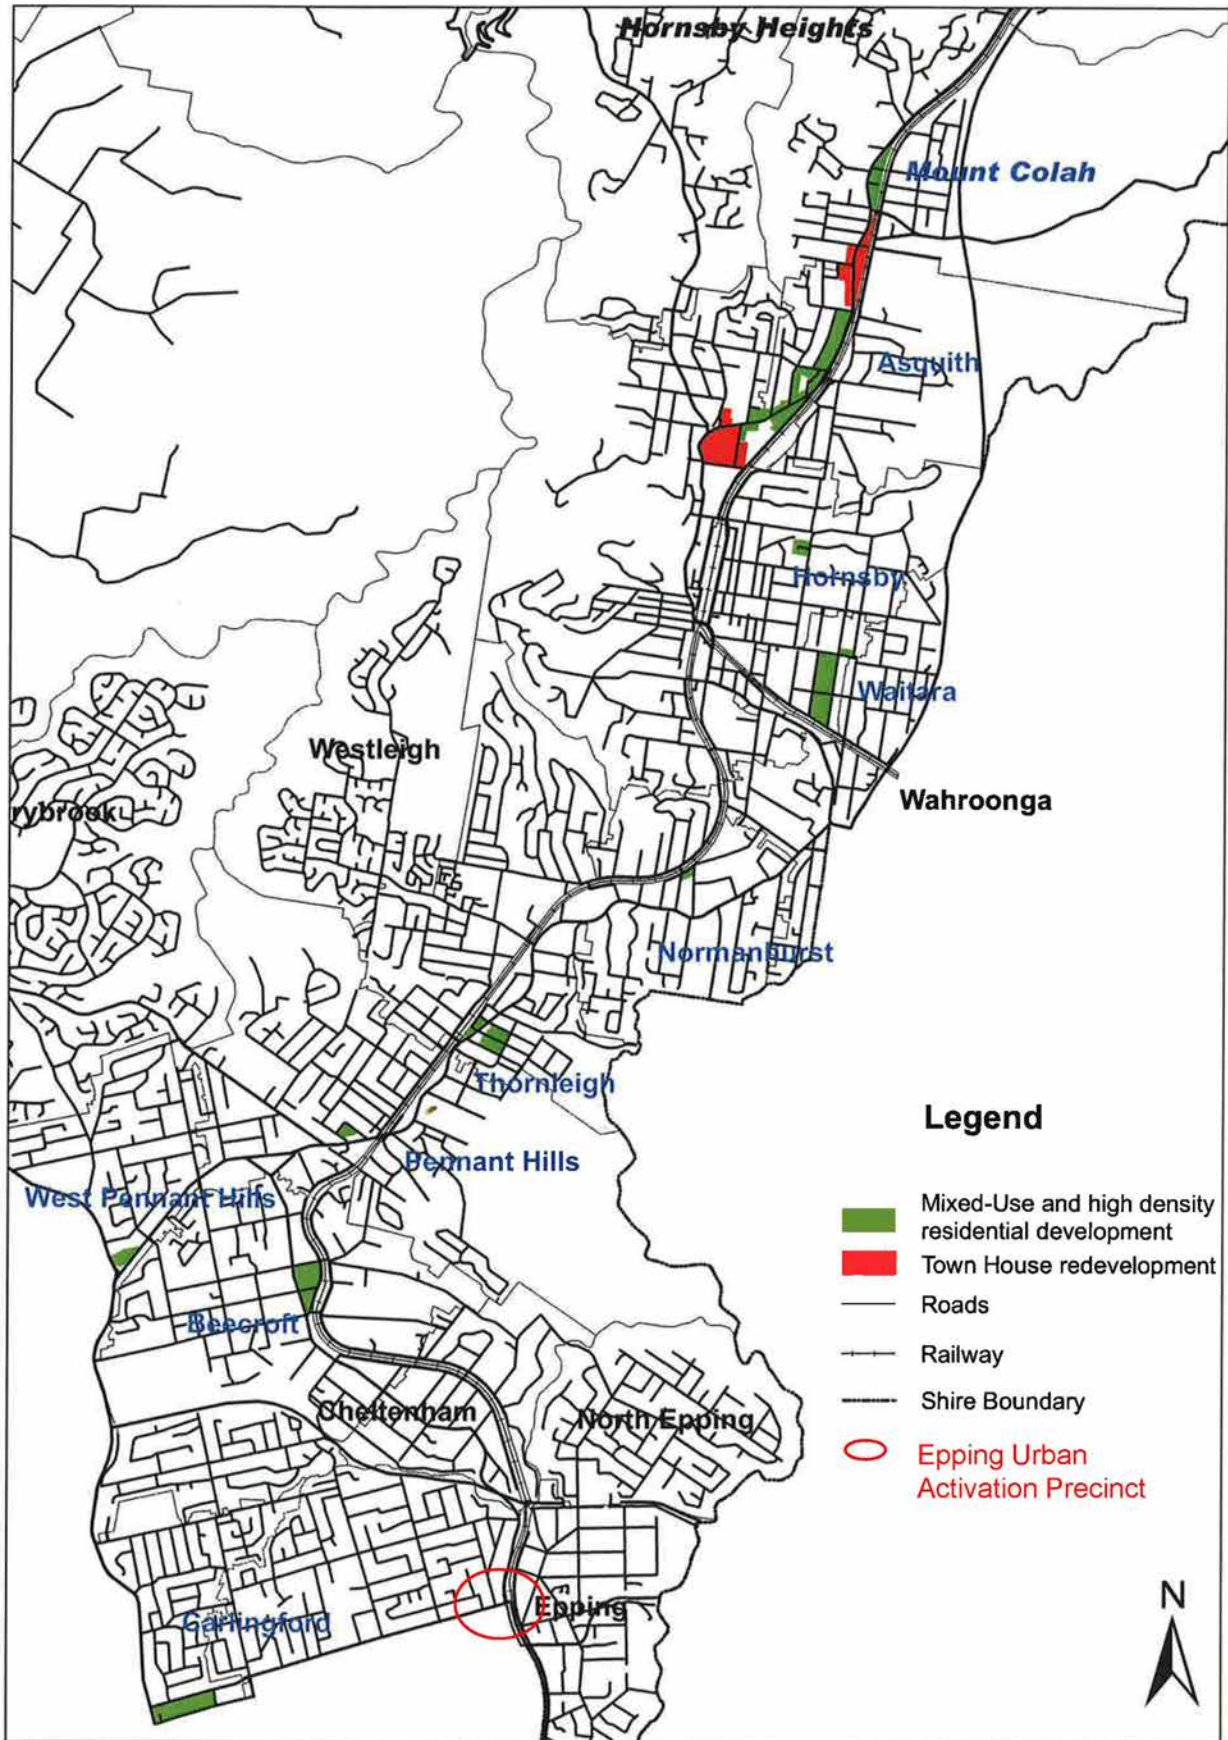 Hornsby Heights
Mount Colah
Asquith
Hornsby
Waitara
Westleigh
Wahroonga
rybrook
Normanhurst
Thornleigh
Pennant Hills
West Pennant Hills
Beecroft
Cheltenham
North Epping
Epping
Carlingford
Legend
Mixed-Use and high density
residential development
Town House redevelopment
Roads
Railway
Shire Boundary
Epping Urban
Activation Precinct
N